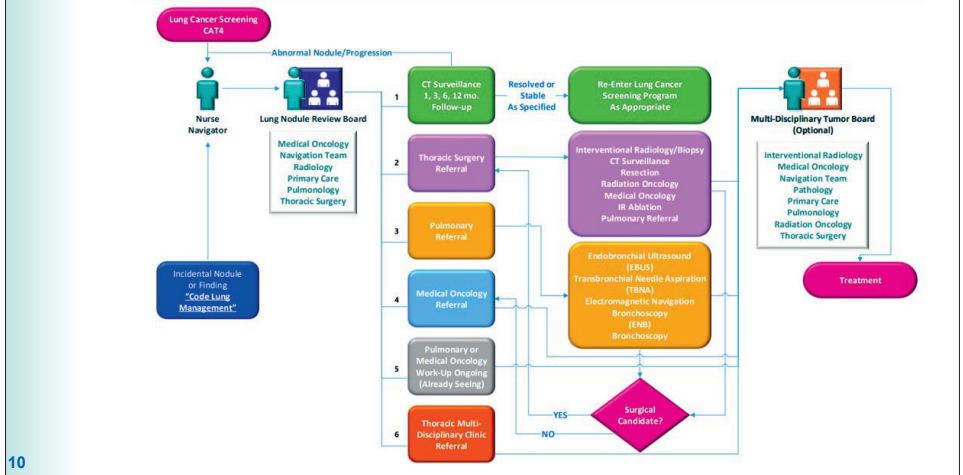 Lung Cancer Screening
CAT4
Abnormal Nodule/Progression
Nurse
Navigator
Lung Nodule Review Board
Medical Oncology
Navigation Team
Radiology
Primary Care
Pulmonology
Thoracic Surgery
Incidental Nodule
or Finding
"Code Lung
Management"
1
CT Surveillance
1, 3, 6, 12 mo.
Follow-up
Resolved or
Stable
As Specified
Re-Enter Lung Cancer
Screening Program
As Appropriate
2
Thoracic Surgery
Referral
Interventional Radiology/Biopsy
CT Surveillance
Resection
Radiation Oncology
Medical Oncology
IR Ablation
Pulmonary Referral
3
Pulmonary
Referral
Endobronchial Ultrasound
(EBUS)
Transbronchial Needle Aspiration
(TBNA)
Electromagnetic Navigation
Bronchoscopy
(ENB)
Bronchoscopy
4
Medical Oncology
Referral
5
Pulmonary or
Medical Oncology
Work-Up Ongoing
(Already Seeing)
6
Thoracic Multi-
Disciplinary Clinic
Referral
YES
NO
Surgical
Candidate?
Multi-Disciplinary Tumor Board
(Optional)
Interventional Radiology
Medical Oncology
Navigation Team
Pathology
Primary Care
Pulmonology
Radiation Oncology
Thoracic Surgery
Treatment
10